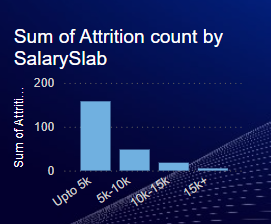 Sum of Attrition count by
SalarySlab
Sum of Attriti...
200
100
0
Upto 5k
5k-10k
10k-15k
15k+